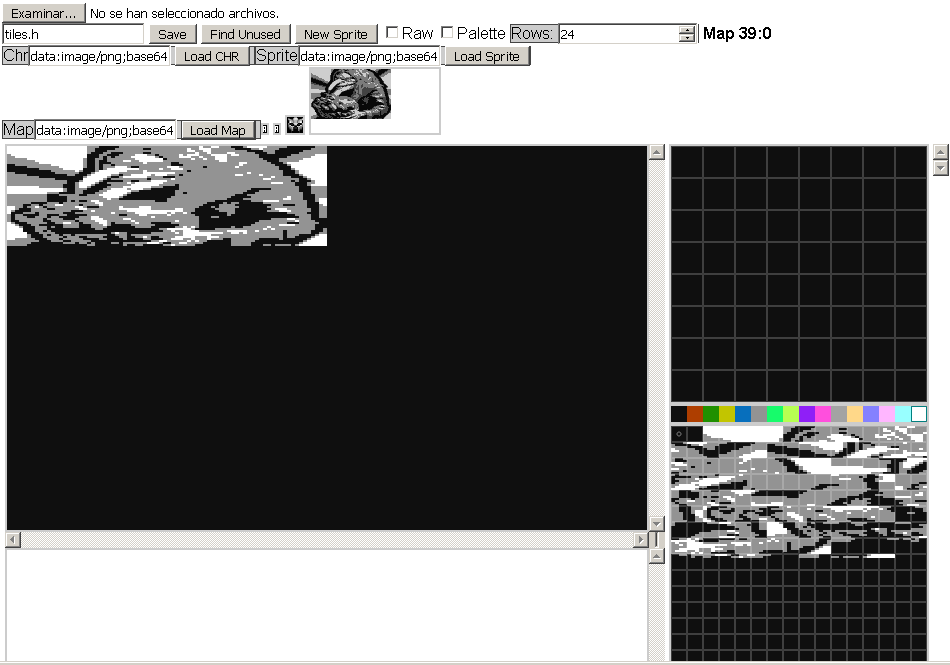 Examinar... No se han seleccionado archivos.
tiles.h Save Find Unused New Sprite Raw Palette Rows: 24 Map 39:0
Chr data:image/png;base64 Load CHR Sprite data:image/png;base64 Load Sprite
Map data:image/png;base64 Load Map